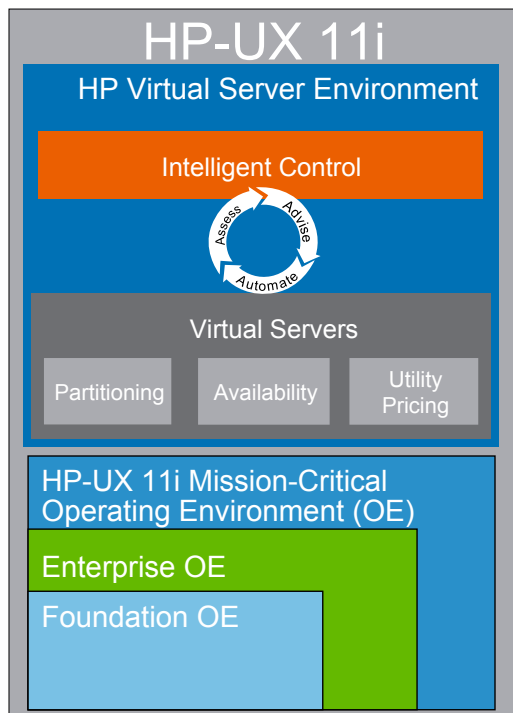 HP-UX 11i
HP Virtual Server Environment
Intelligent Control
Assess
Advise
Automate
Virtual Servers
Partitioning
Availability
Utility
Pricing
HP-UX 11i Mission-Critical
Operating Environment (OE)
Enterprise OE
Foundation OE